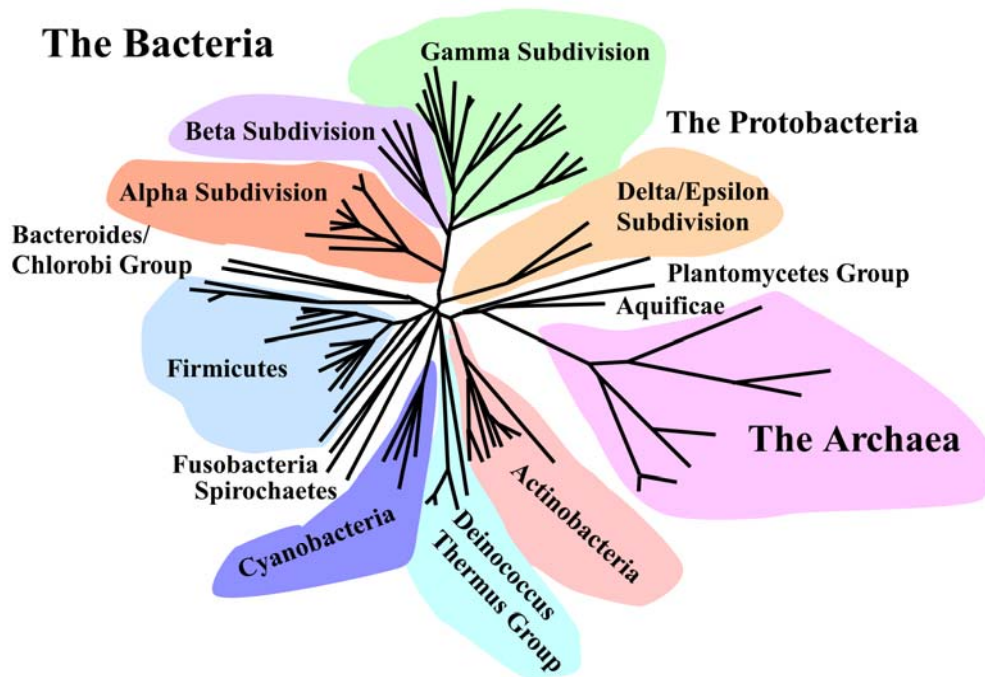 The Bacteria
Gamma Subdivision
Beta Subdivision
The Protobacteria
Alpha Subdivision
Delta/Epsilon
Subdivision
Bacteroides/
Chlorobi Group
Plantomycetes Group
Aquificae
Firmicutes
The Archaea
Fusobacteria
Spirochaetes
Cyanobacteria
Deinococcus
Thermus Group
Actinobacteria